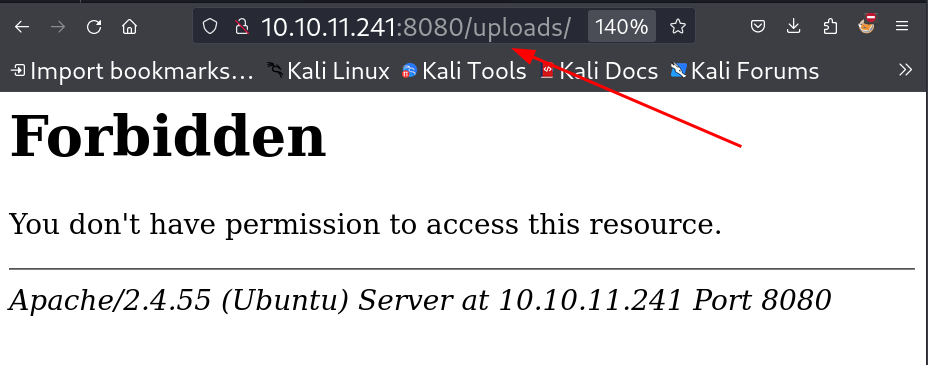 10.10.11.241:8080/uploads/ 140%
Import bookmarks... Kali Linux Kali Tools Kali Docs Kali Forums
Forbidden
You don't have permission to access this resource.
Apache/2.4.55 (Ubuntu) Server at 10.10.11.241 Port 8080